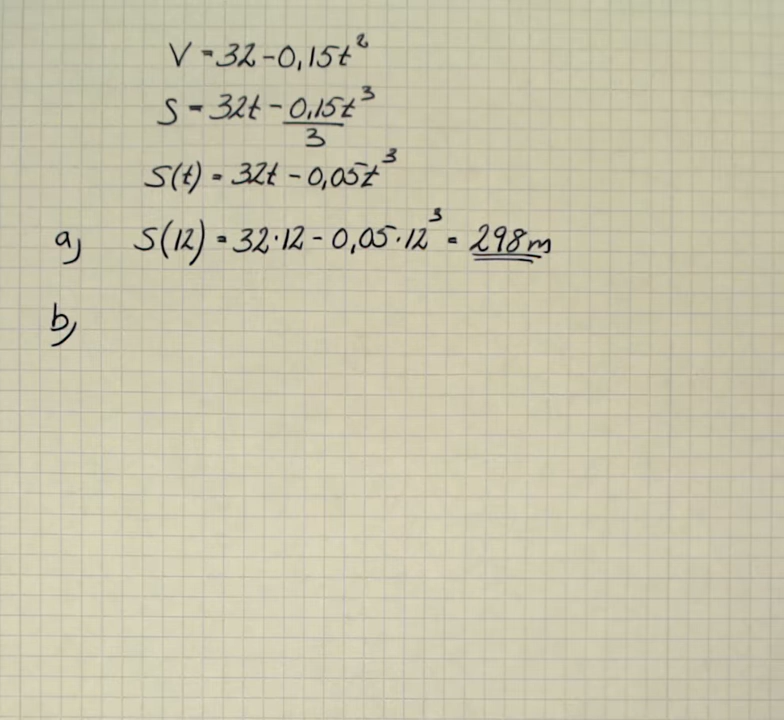 V = 32 - 0,15t²
S = 32t - 0,15t³
3
S(t) = 32t - 0,05t³
a) S(12) = 32·12 - 0,05·12³ = 298m
b)